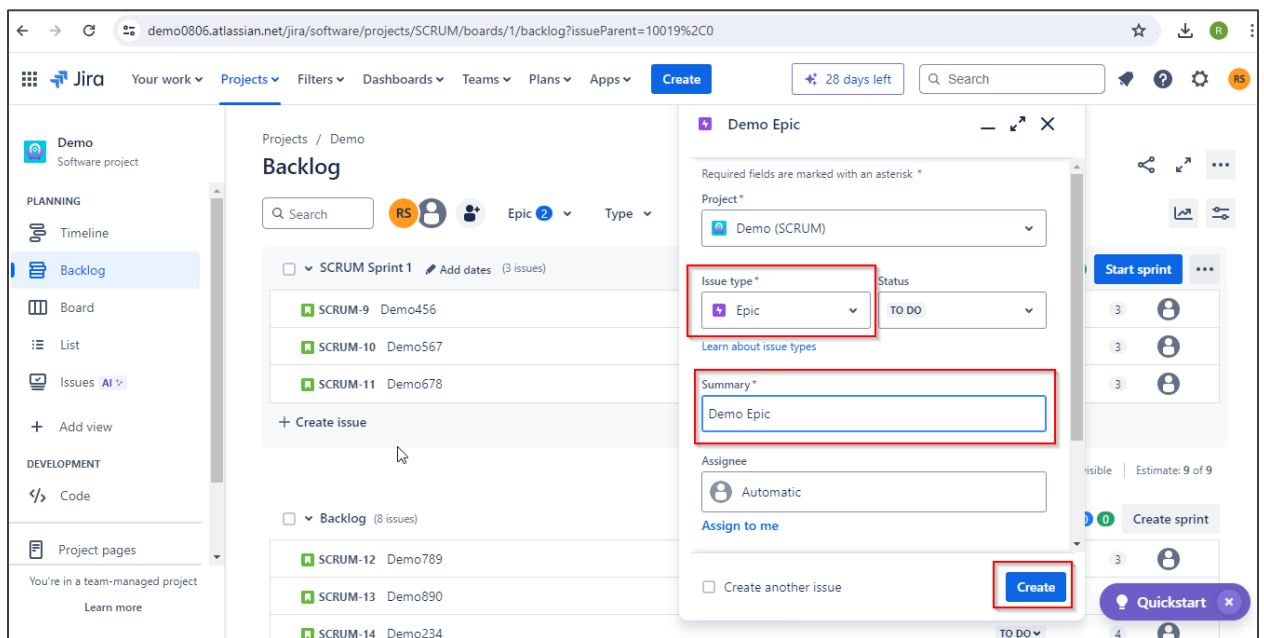 demo0806.atlassian.net/jira/software/projects/SCRUM/boards/1/backlog?issueParent=10019%2C0
R
Jira
Your work
Projects
Filters
Dashboards
Teams
Plans
Apps
Create
28 days left
Search
RS
Demo
Software project
PLANNING
Timeline
Backlog
Board
List
Issues AI
Add view
DEVELOPMENT
Code
Project pages
You're in a team-managed project
Learn more
Projects / Demo
Backlog
Search
RS
Epic 2
Type
SCRUM Sprint 1 Add dates (3 issues)
Start sprint
SCRUM-9 Demo456 3
SCRUM-10 Demo567 3
SCRUM-11 Demo678 3
+ Create issue
Estimate: 9 of 9
Backlog (8 issues)
0 Create sprint
SCRUM-12 Demo789 3
SCRUM-13 Demo890
SCRUM-14 Demo234 TO DO 4
Demo Epic
Required fields are marked with an asterisk *
Project *
Demo (SCRUM)
Issue type *
Epic
Status
TO DO
Learn about issue types
Summary *
Demo Epic
Assignee
Automatic
Assign to me
Create another issue
Create
Quickstart